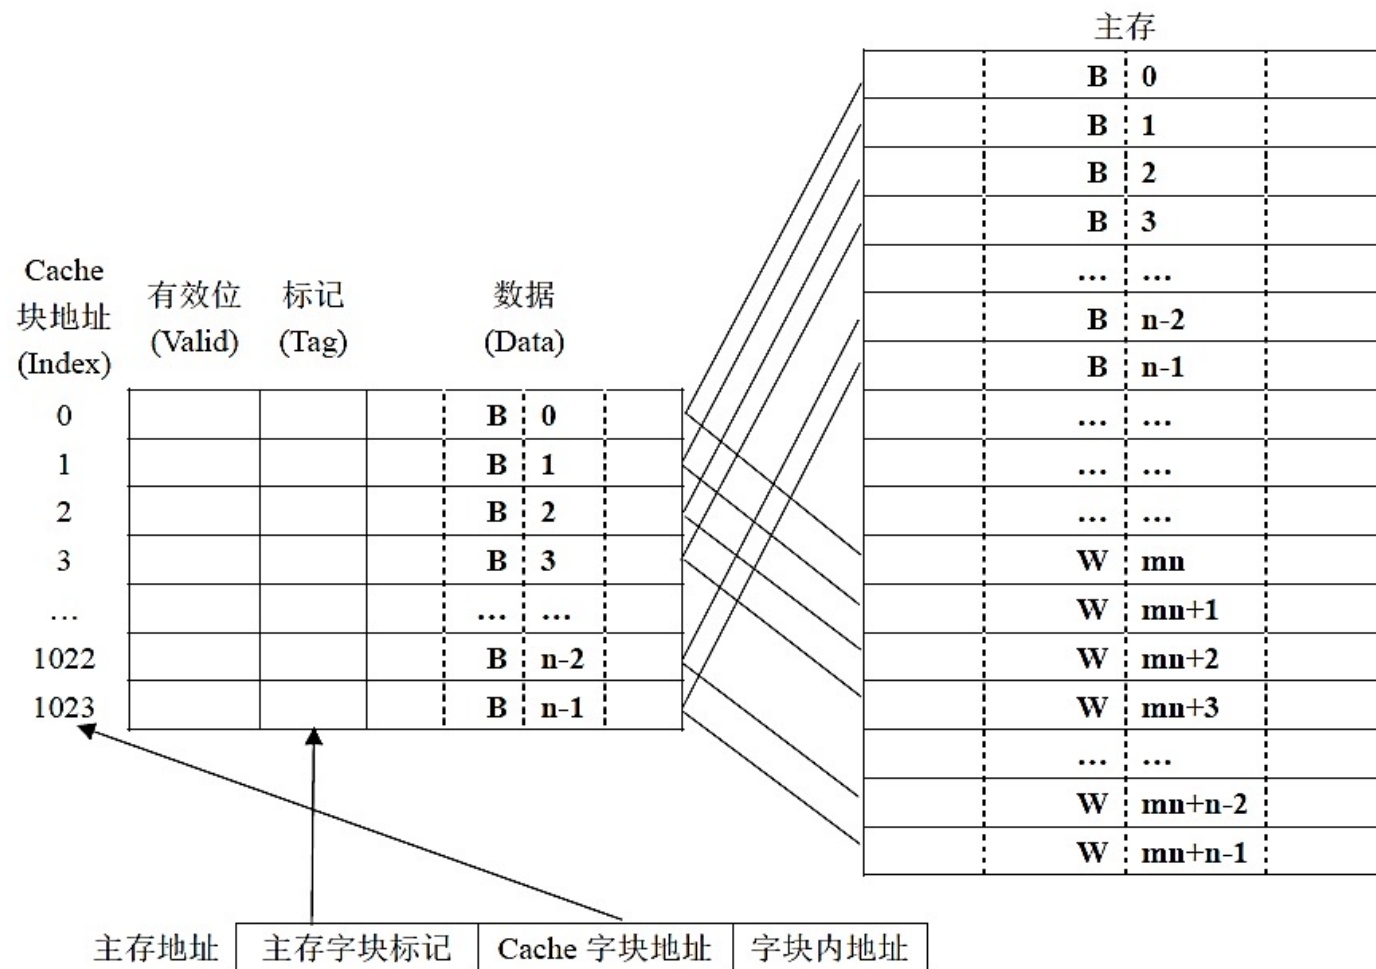 主存
B 0
B 1
B 2
B 3
... ...
B n-2
B n-1
... ...
... ...
... ...
W mn
W mn+1
W mn+2
W mn+3
... ...
W mn+n-2
W mn+n-1
Cache
块地址
(Index)
有效位
(Valid)
标记
(Tag)
数据
(Data)
0 B 0
1 B 1
2 B 2
3 B 3
... ... ...
1022 B n-2
1023 B n-1
主存地址 主存字块标记 Cache 字块地址 字块内地址